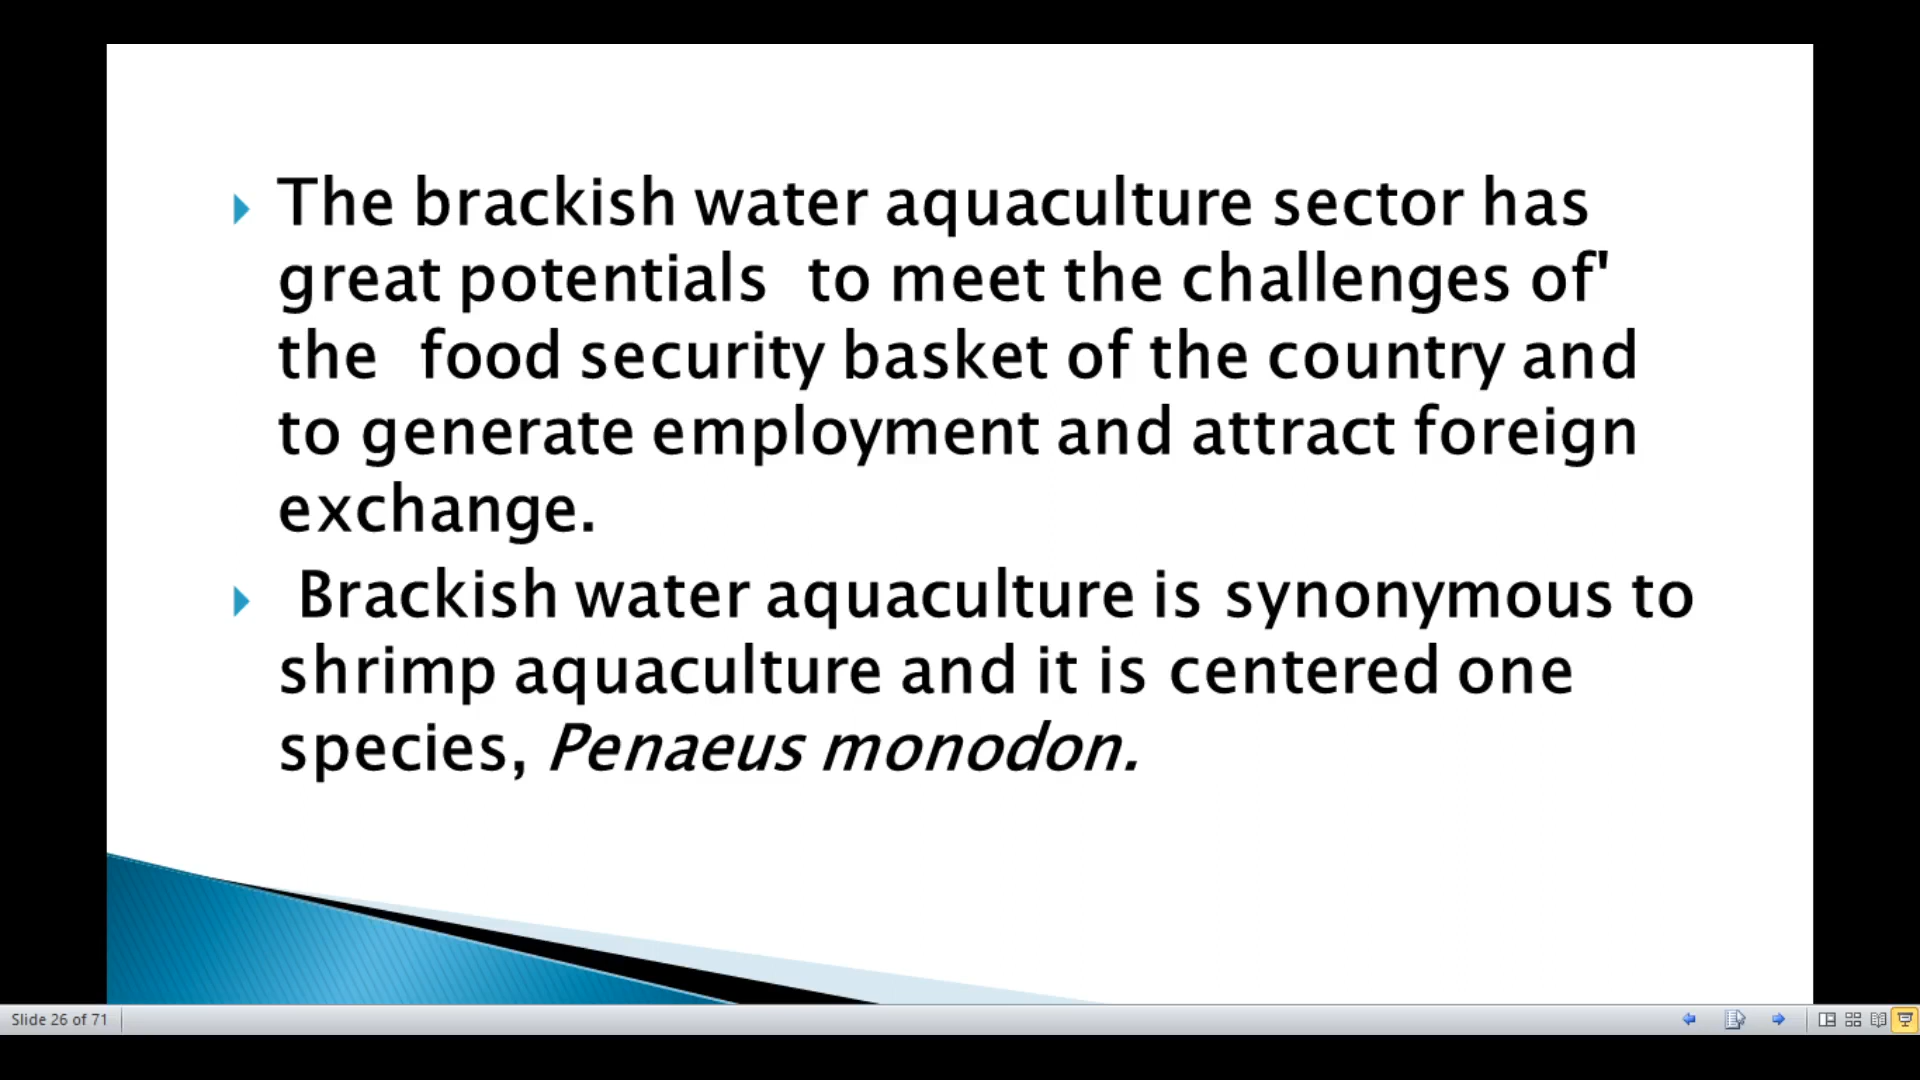 The brackish water aquaculture sector has
great potentials to meet the challenges of'
the food security basket of the country and
to generate employment and attract foreign
exchange.
Brackish water aquaculture is synonymous to
shrimp aquaculture and it is centered one
species, Penaeus monodon.
Slide 26 of 71